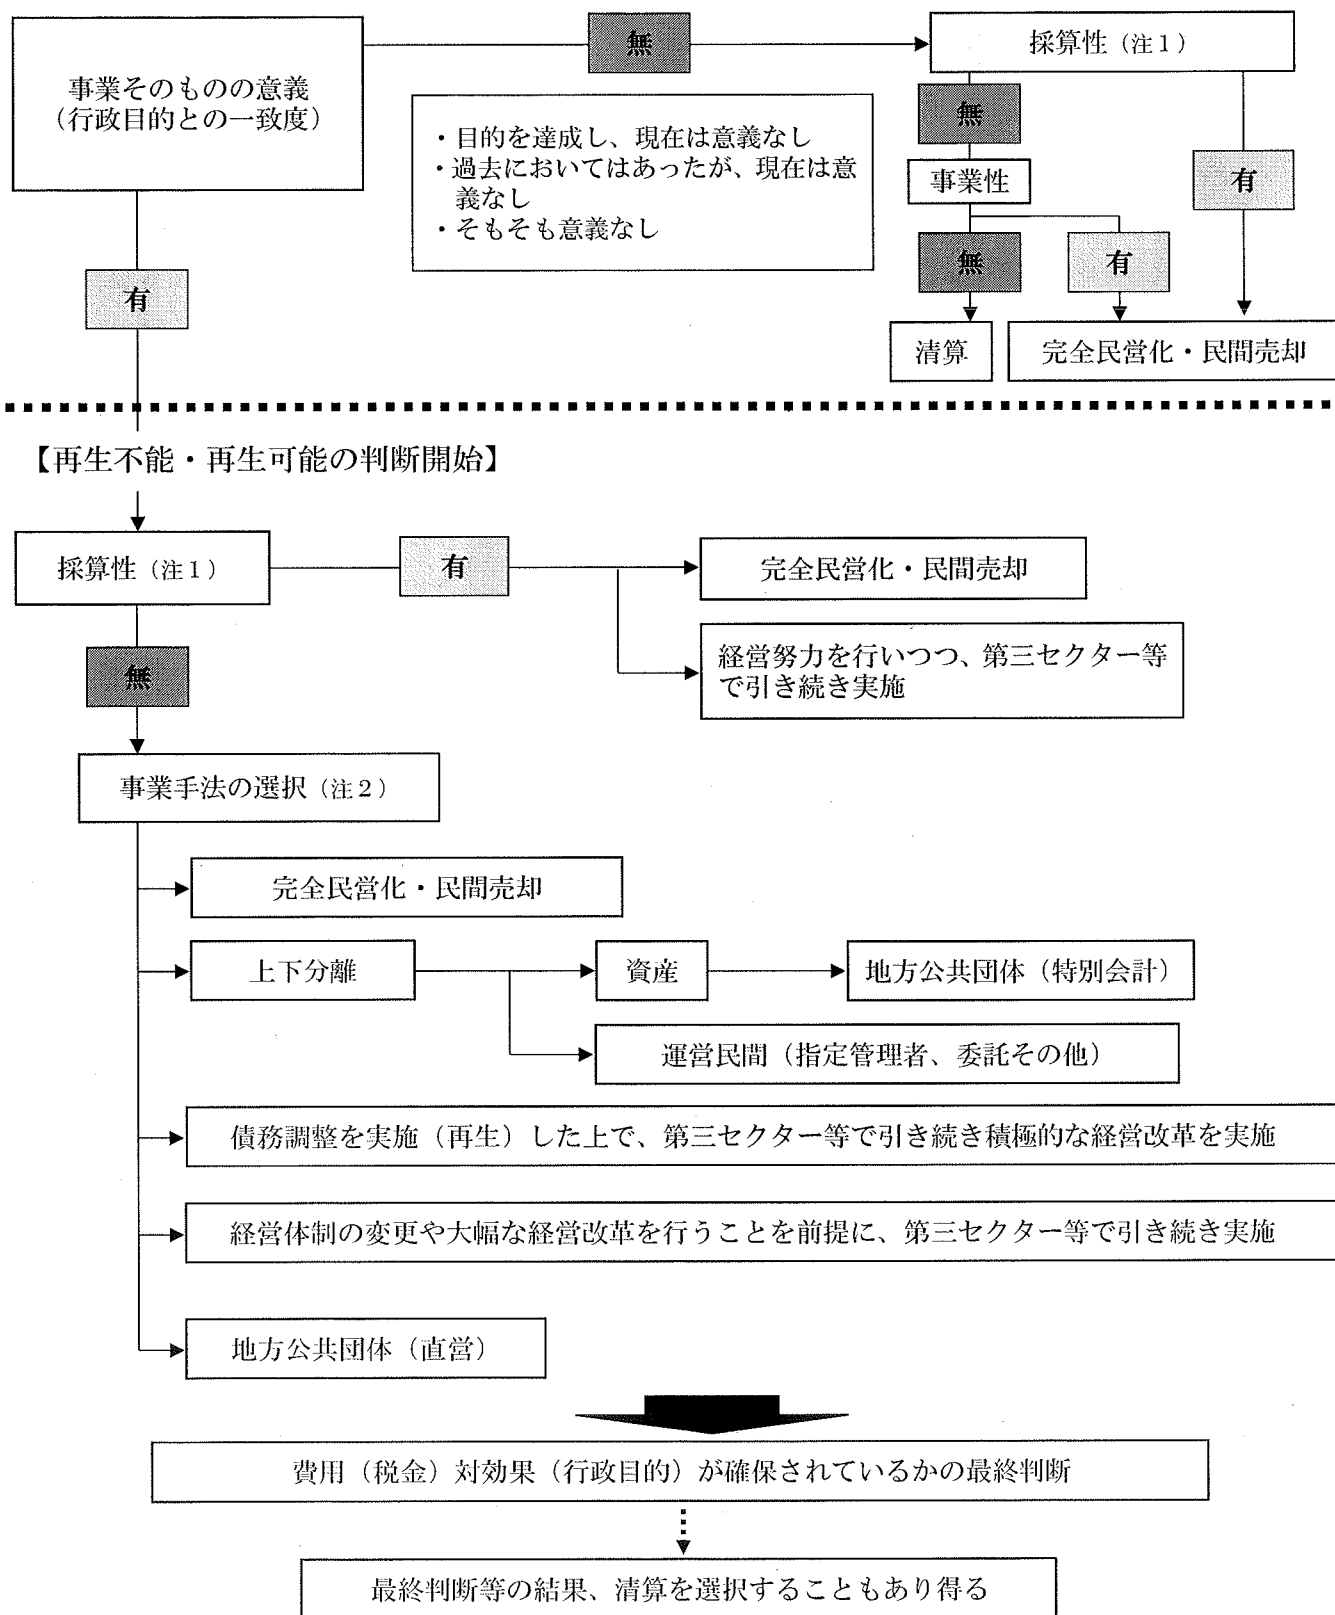 事業そのものの意義
（行政目的との一致度）
無
採算性（注１）
・目的を達成し、現在は意義なし
・過去においてはあったが、現在は意
義なし
・そもそも意義なし
無
事業性
有
有
無
有
清算
完全民営化・民間売却
【再生不能・再生可能の判断開始】
採算性（注１）
有
完全民営化・民間売却
経営努力を行いつつ、第三セクター等
で引き続き実施
無
事業手法の選択（注２）
完全民営化・民間売却
上下分離
資産
地方公共団体（特別会計）
運営民間（指定管理者、委託その他）
債務調整を実施（再生）した上で、第三セクター等で引き続き積極的な経営改革を実施
経営体制の変更や大幅な経営改革を行うことを前提に、第三セクター等で引き続き実施
地方公共団体（直営）
費用（税金）対効果（行政目的）が確保されているかの最終判断
最終判断等の結果、清算を選択することもあり得る